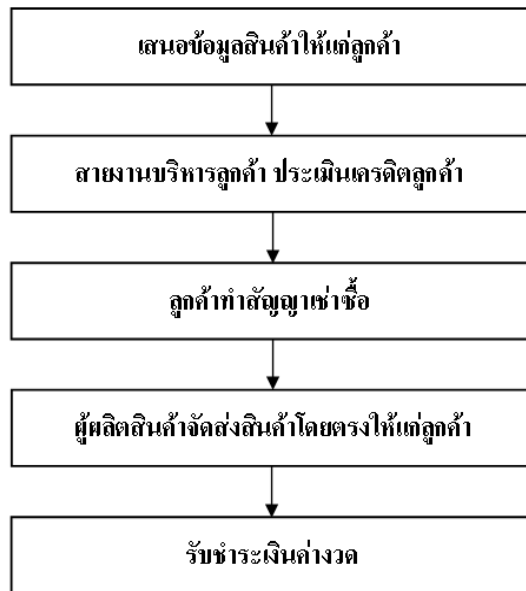 เสนอข้อมูลสินค้าให้แก่ลูกค้า
สายงานบริหารลูกค้า ประเมินเครดิตลูกค้า
ลูกค้าทำสัญญาเช่าซื้อ
ผู้ผลิตสินค้าจัดส่งสินค้าโดยตรงให้แก่ลูกค้า
รับชำระเงินค่างวด